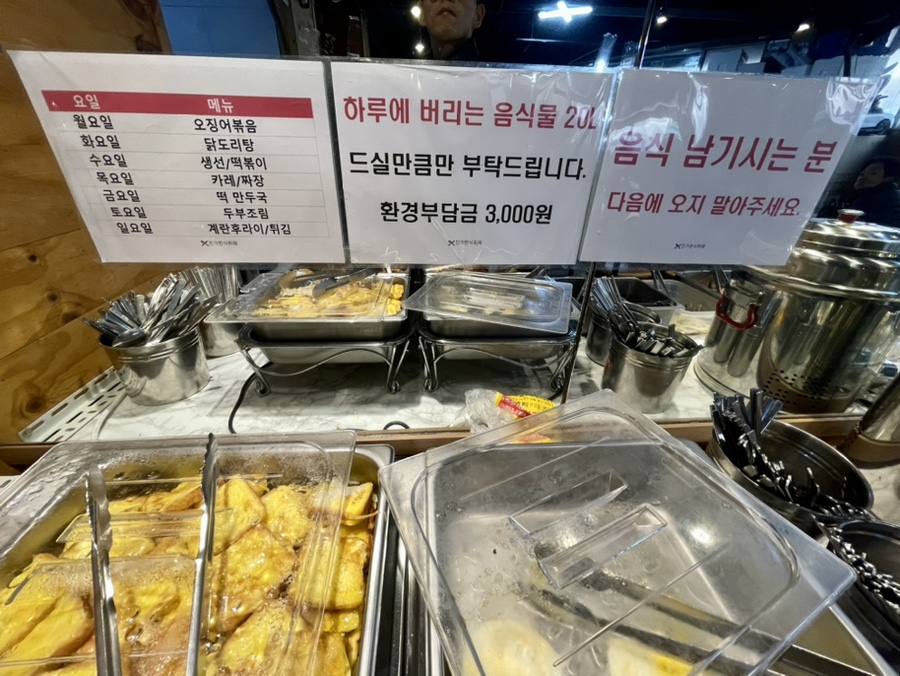 요일 메뉴
월요일 오징어볶음
화요일 닭도리탕
수요일 생선/떡볶이
목요일 카레/짜장
금요일 떡 만두국
토요일 두부조림
일요일 계란후라이/튀김
하루에 버리는 음식물 20L
드실만큼만 부탁드립니다.
환경부담금 3,000원
음식 남기시는 분
다음에 오지 말아주세요.